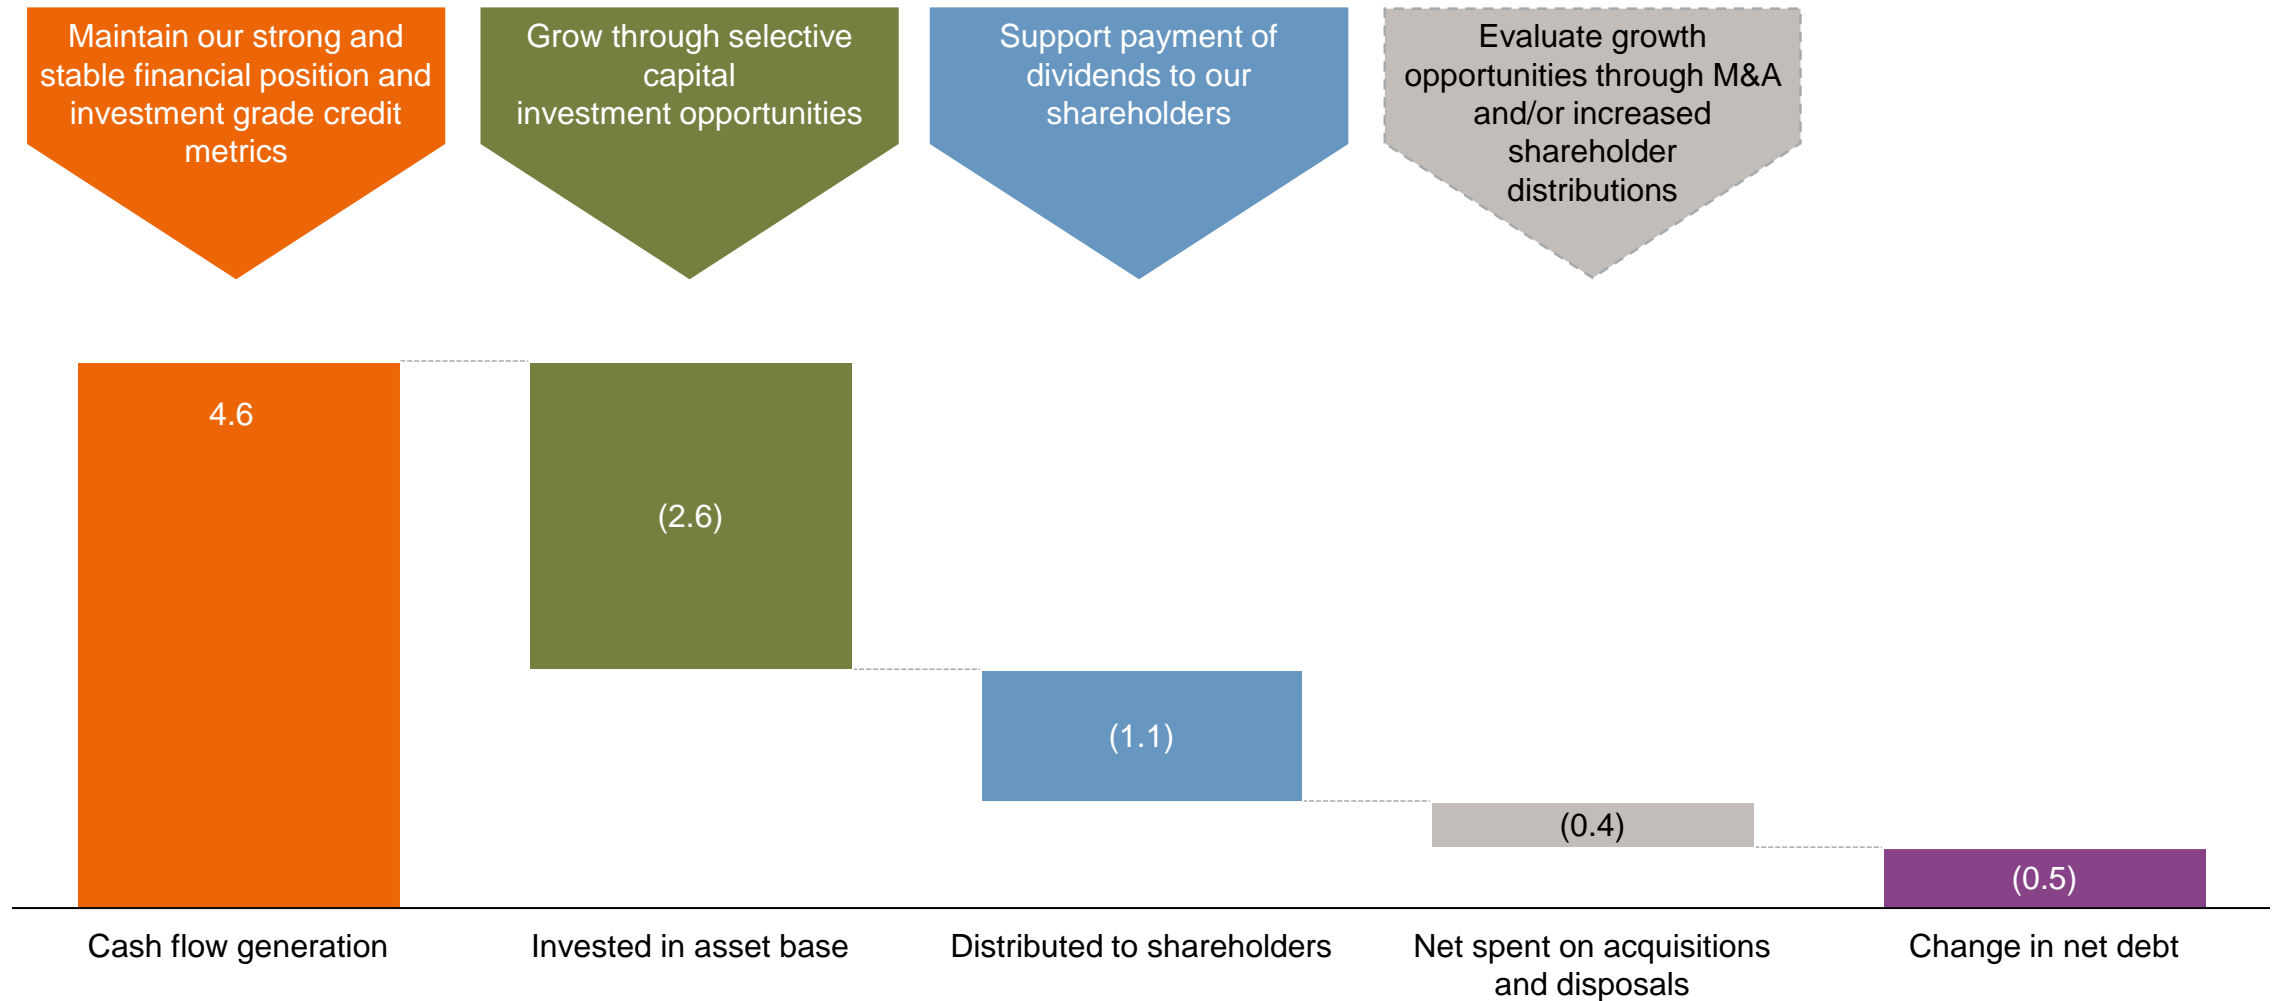 Maintain our strong and
stable financial position and
investment grade credit
metrics
Grow through selective
capital
investment opportunities
Support payment of
dividends to our
shareholders
Evaluate growth
opportunities through M&A
and/or increased
shareholder
distributions
4.6
(2.6)
(1.1)
(0.4)
(0.5)
Cash flow generation
Invested in asset base
Distributed to shareholders
Net spent on acquisitions
and disposals
Change in net debt